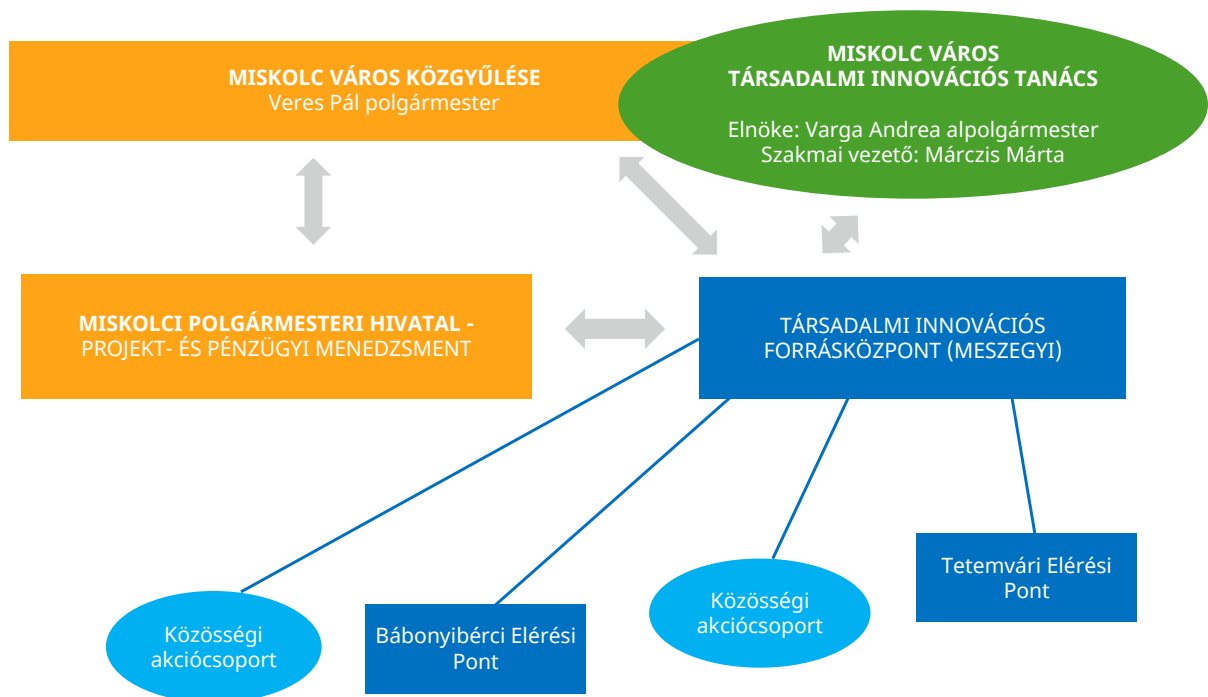 MISKOLC VÁROS KÖZGYŰLÉSE
Veres Pál polgármester
MISKOLC VÁROS
TÁRSADALMI INNOVÁCIÓS TANÁCS
Elnöke: Varga Andrea alpolgármester
Szakmai vezető: Márczis Márta
MISKOLCI POLGÁRMESTERI HIVATAL -
PROJEKT- ÉS PÉNZÜGYI MENEDZSMENT
TÁRSADALMI INNOVÁCIÓS
FORRÁSKÖZPONT (MESZEGYI)
Közösségi
akciócsoport
Bábonyibérci Elérési
Pont
Közösségi
akciócsoport
Tetemvári Elérési
Pont